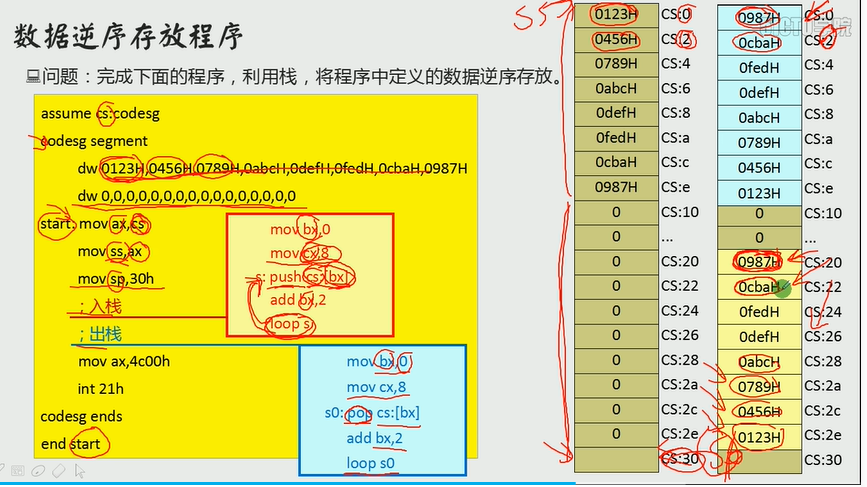 数据逆序存放程序
问题：完成下面的程序，利用栈，将程序中定义的数据逆序存放。
assume cs:codesg
codesg segment
dw 0123H,0456H,0789H,0abcH,0defH,0fedH,0cbaH,0987H
dw 0,0,0,0,0,0,0,0,0,0,0,0,0,0,0,0
start: mov ax,cs
mov ss,ax
mov sp,30h
；入栈
；出栈
mov ax,4c00h
int 21h
codesg ends
end start
mov bx,0
mov cx,8
s: push cs:[bx]
add bx,2
loop s
mov bx,0
mov cx,8
s0: pop cs:[bx]
add bx,2
loop s0
SS
0123H CS:0
0456H CS:2
0789H CS:4
0abcH CS:6
0defH CS:8
0fedH CS:a
0cbaH CS:c
0987H CS:e
0 CS:10
0 ...
0 CS:20
0 CS:22
0 CS:24
0 CS:26
0 CS:28
0 CS:2a
0 CS:2c
0 CS:2e
CS:30
0987H CS:0
0cbaH CS:2
0fedH CS:4
0defH CS:6
0abcH CS:8
0789H CS:a
0456H CS:c
0123H CS:e
0 CS:10
0 ...
0987H CS:20
0cbaH CS:22
0fedH CS:24
0defH CS:26
0abcH CS:28
0789H CS:2a
0456H CS:2c
0123H CS:2e
CS:30